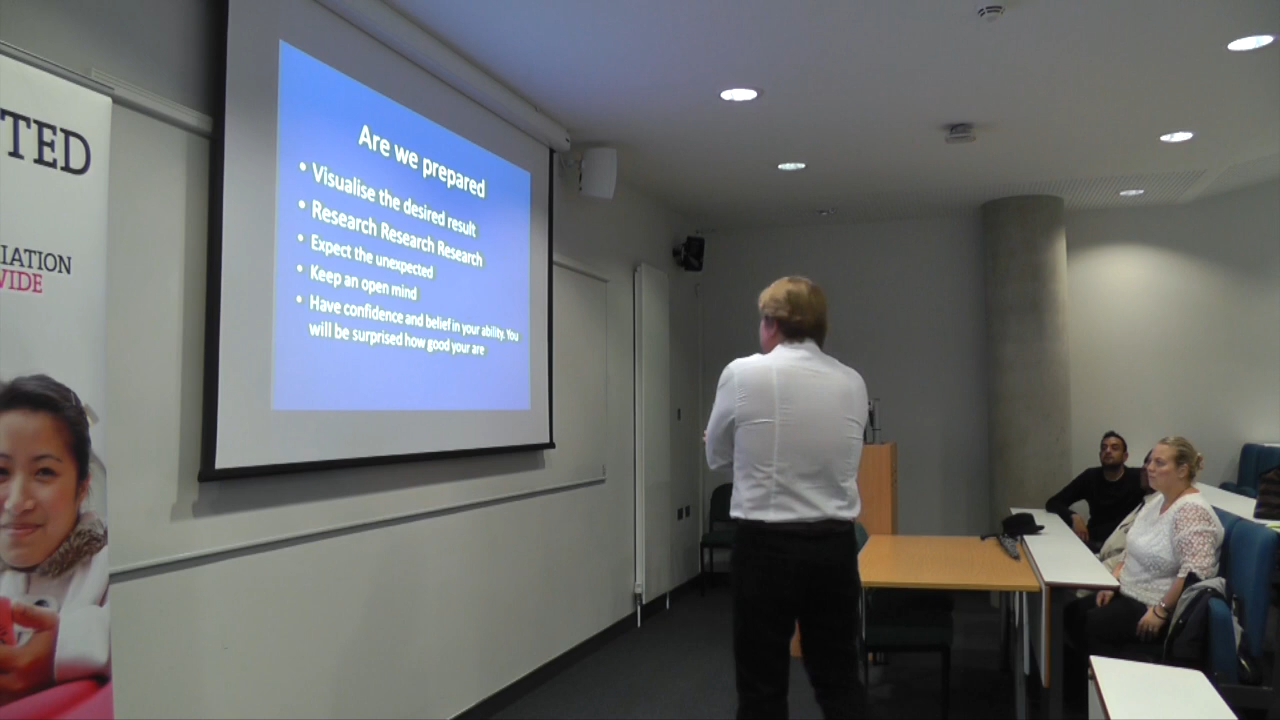 TED
IATION
WIDE
Are we prepared
• Visualise the desired result
• Research Research Research
• Expect the unexpected
• Keep an open mind
• Have confidence and belief in your ability. You
will be surprised how good your are